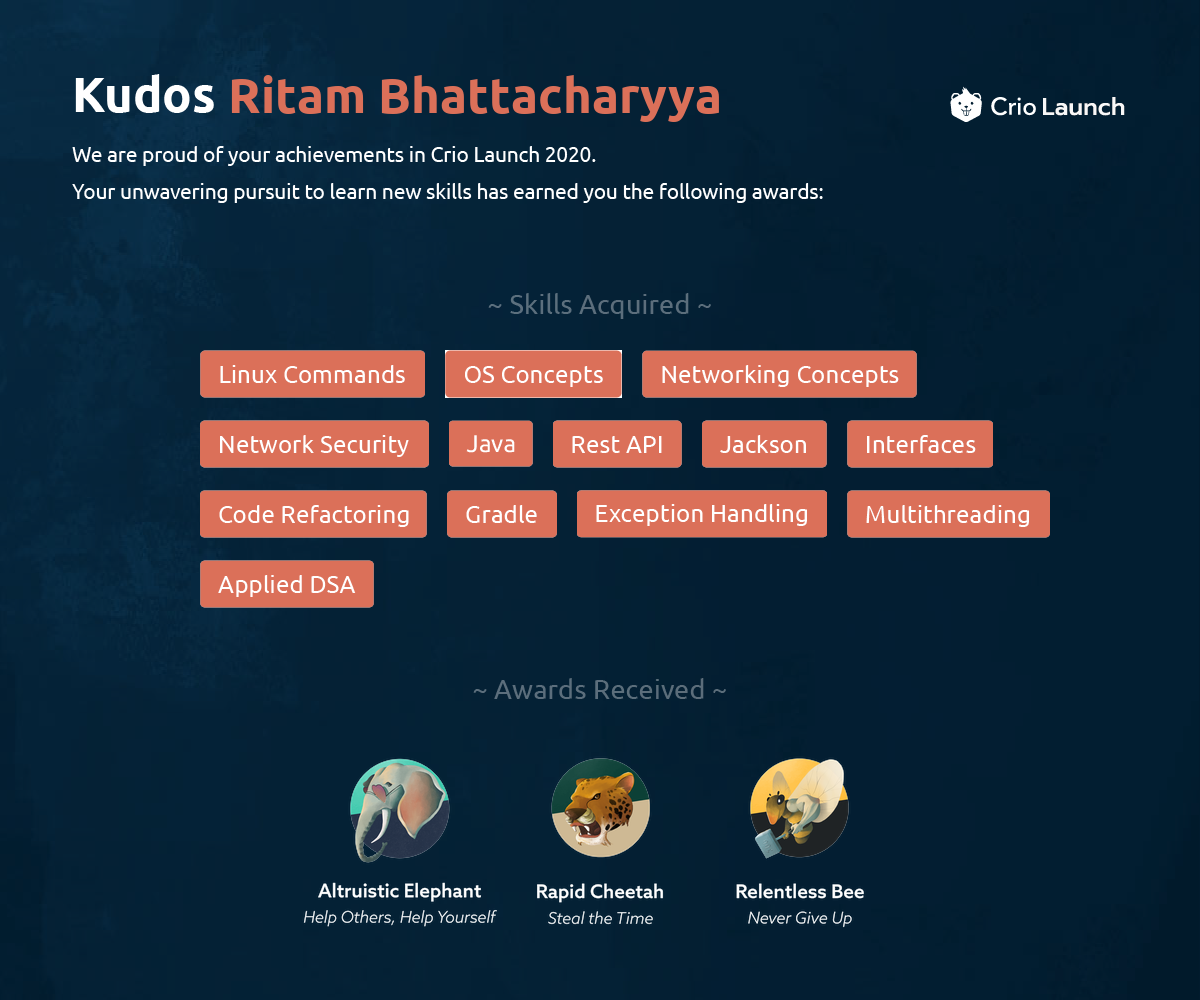 Kudos Ritam Bhattacharyya
Crio Launch
We are proud of your achievements in Crio Launch 2020.
Your unwavering pursuit to learn new skills has earned you the following awards:
~ Skills Acquired ~
Linux Commands OS Concepts Networking Concepts
Network Security Java Rest API Jackson Interfaces
Code Refactoring Gradle Exception Handling Multithreading
Applied DSA
~ Awards Received ~
Altruistic Elephant Rapid Cheetah Relentless Bee
Help Others, Help Yourself Steal the Time Never Give Up